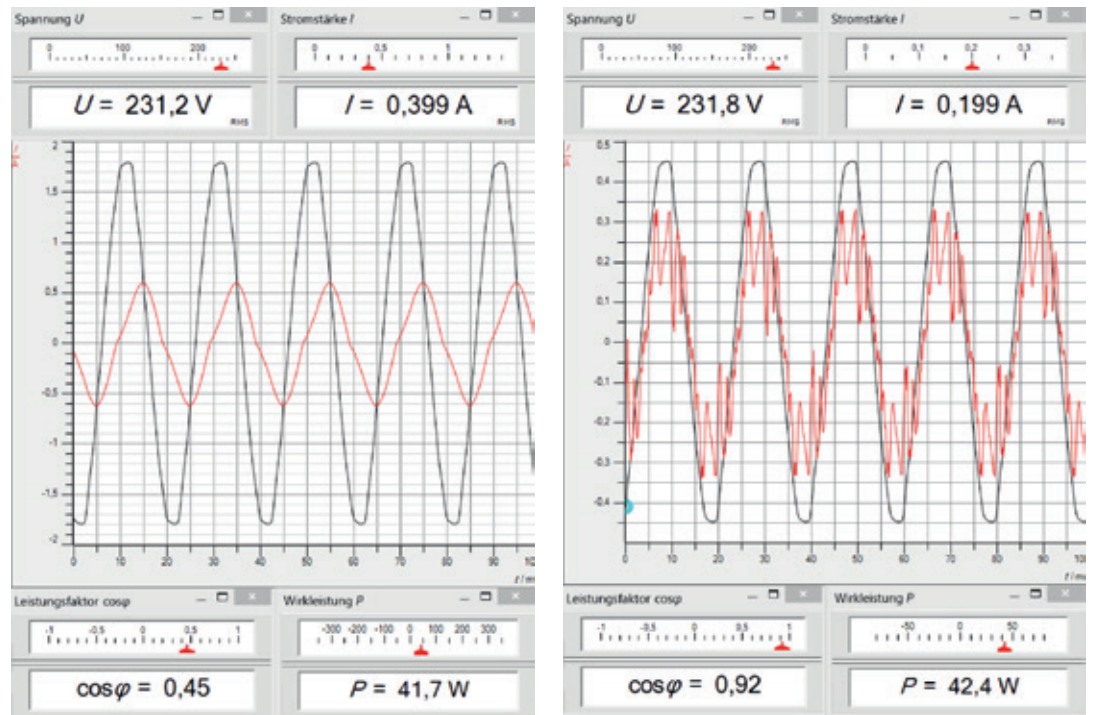 Spannung U
Stromstärke I
0 100 200
0 0,5 1
U = 231,2 V
RMS
I = 0,399 A
RMS
2
1,5
1
0,5
0
-0,5
-1
-1,5
-2
0 10 20 30 40 50 60 70 80 90
Leistungsfaktor cosφ
Wirkleistung P
-1 -0,5 0 0,5 1
-300 -200 -100 0 100 200 300
cosφ = 0,45
P = 41,7 W
Spannung U
Stromstärke I
0 100 200
0 0,1 0,2 0,3
U = 231,8 V
RMS
I = 0,199 A
RMS
0,5
0,4
0,3
0,2
0,1
0
-0,1
-0,2
-0,3
-0,4
0 10 20 30 40 50 60 70 80 90
Leistungsfaktor cosφ
Wirkleistung P
-1 -0,5 0 0,5 1
-50 0 50
cosφ = 0,92
P = 42,4 W